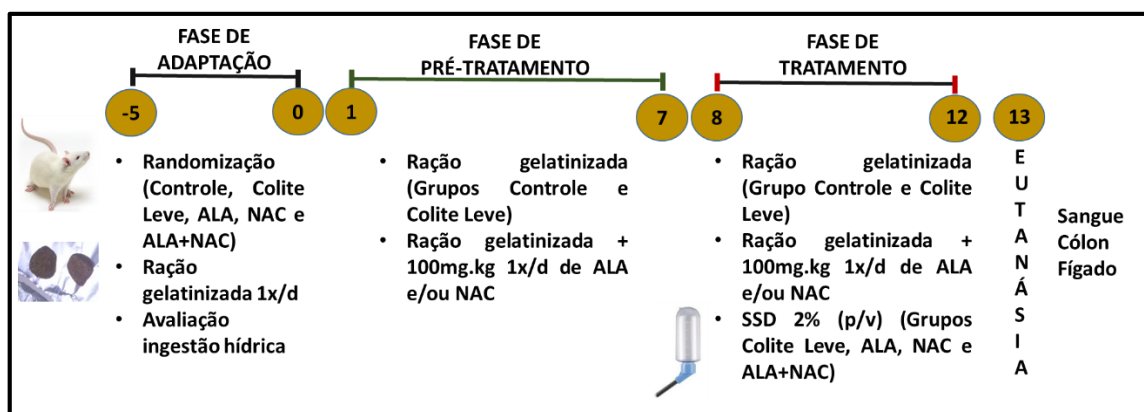 FASE DE
ADAPTAÇÃO
FASE DE
PRÉ-TRATAMENTO
FASE DE
TRATAMENTO
-5
0
1
7
8
12
13
• Randomização
(Controle, Colite
Leve, ALA, NAC e
ALA+NAC)
• Ração
gelatinizada 1x/d
• Avaliação
ingestão hídrica
• Ração gelatinizada
(Grupos Controle e
Colite Leve)
• Ração gelatinizada +
100mg.kg 1x/d de ALA
e/ou NAC
• Ração gelatinizada
(Grupo Controle e Colite
Leve)
• Ração gelatinizada +
100mg.kg 1x/d de ALA
e/ou NAC
• SSD 2% (p/v) (Grupos
Colite Leve, ALA, NAC e
ALA+NAC)
E
U
T
A
N
Á
S
I
A
Sangue
Cólon
Fígado